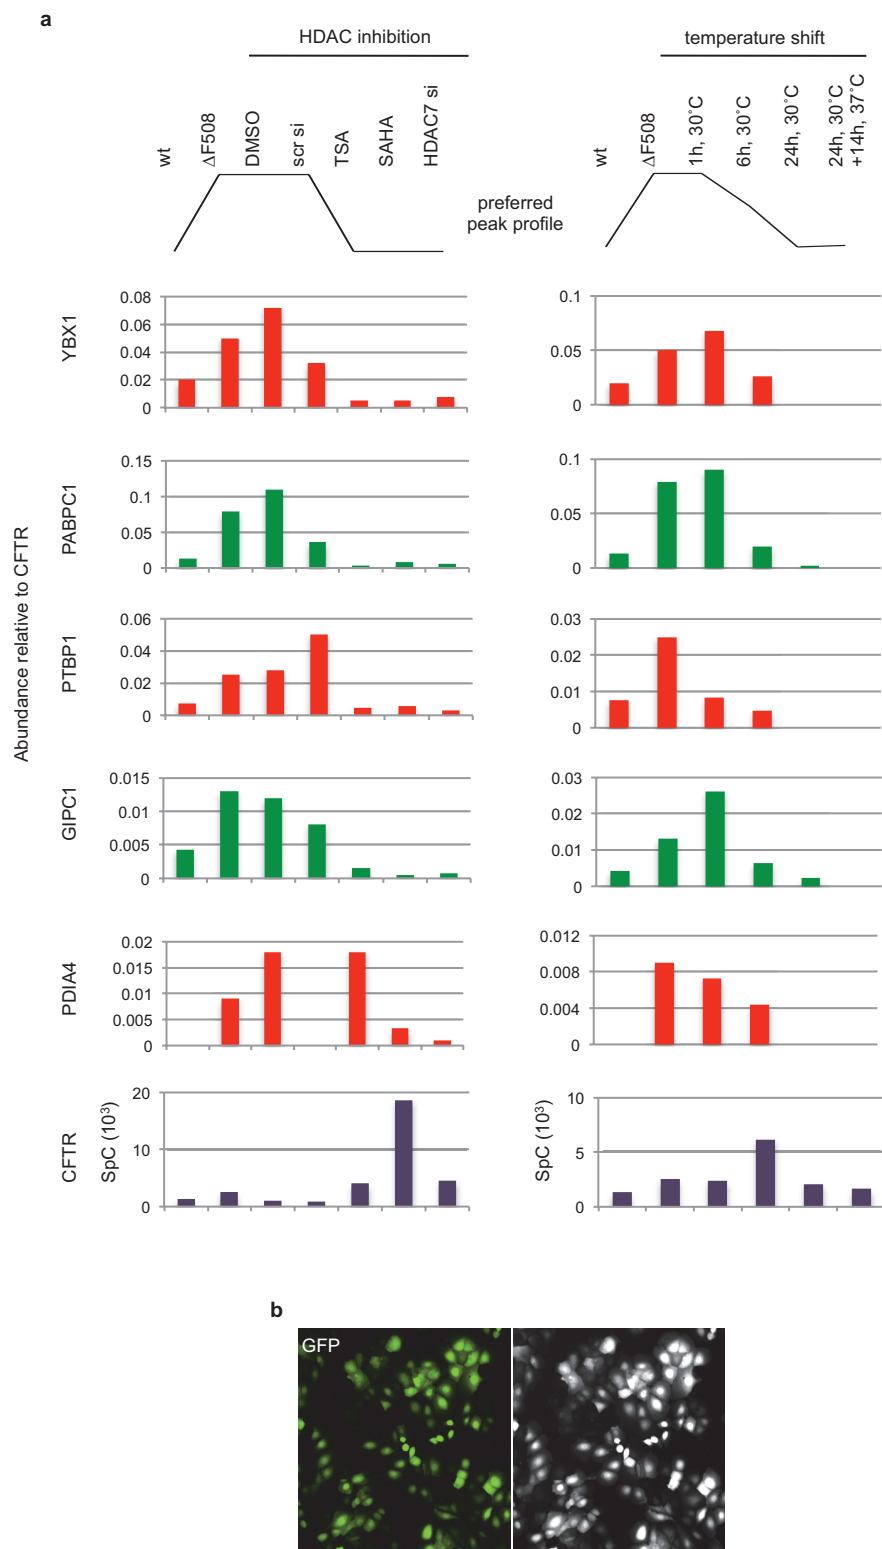 a
HDAC inhibition
temperature shift
wt
ΔF508
DMSO
scr si
TSA
SAHA
HDAC7 si
wt
ΔF508
1h, 30˚C
6h, 30˚C
24h, 30˚C
24h, 30˚C
+14h, 37˚C
preferred
peak profile
Abundance relative to CFTR
YBX1
0.08
0.06
0.04
0.02
0
0.1
0.05
0
PABPC1
0.15
0.1
0.05
0
0.1
0.05
0
PTBP1
0.06
0.04
0.02
0
0.03
0.02
0.01
0
GIPC1
0.015
0.01
0.005
0
0.03
0.02
0.01
0
PDIA4
0.02
0.015
0.01
0.005
0
0.012
0.008
0.004
0
CFTR
SpC (10³)
20
10
0
SpC (10³)
10
5
0
b
GFP